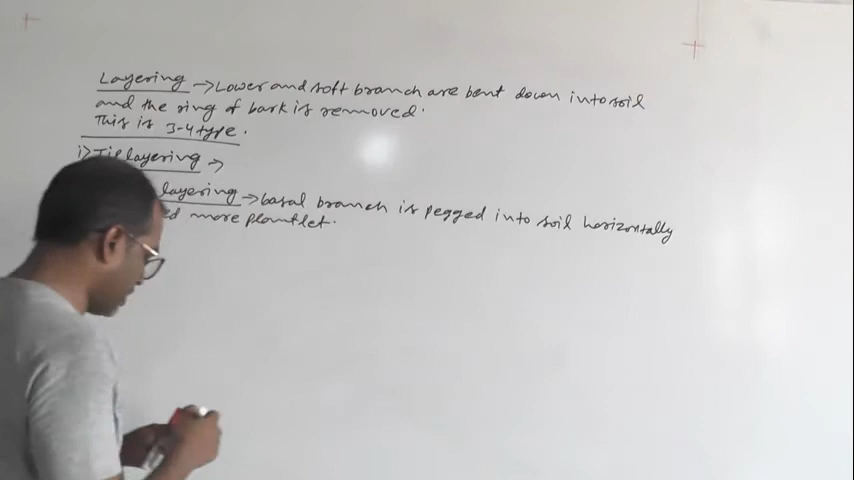 Layering → Lower and soft branch are bent down into soil
and the ring of bark is removed.
This is 3-4 type.
i) Tip layering →
layering → basal branch is pegged into soil horizontally
more plantlet.